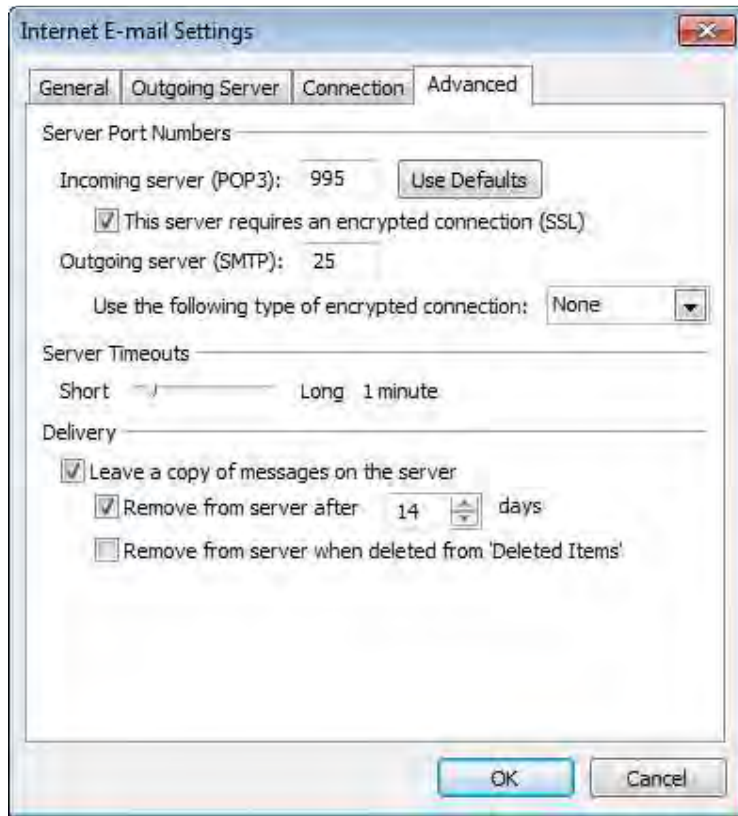 Internet E-mail Settings
General Outgoing Server Connection Advanced
Server Port Numbers
Incoming server (POP3): 995 Use Defaults
This server requires an encrypted connection (SSL)
Outgoing server (SMTP): 25
Use the following type of encrypted connection: None
Server Timeouts
Short Long 1 minute
Delivery
Leave a copy of messages on the server
Remove from server after 14 days
Remove from server when deleted from 'Deleted Items'
OK Cancel